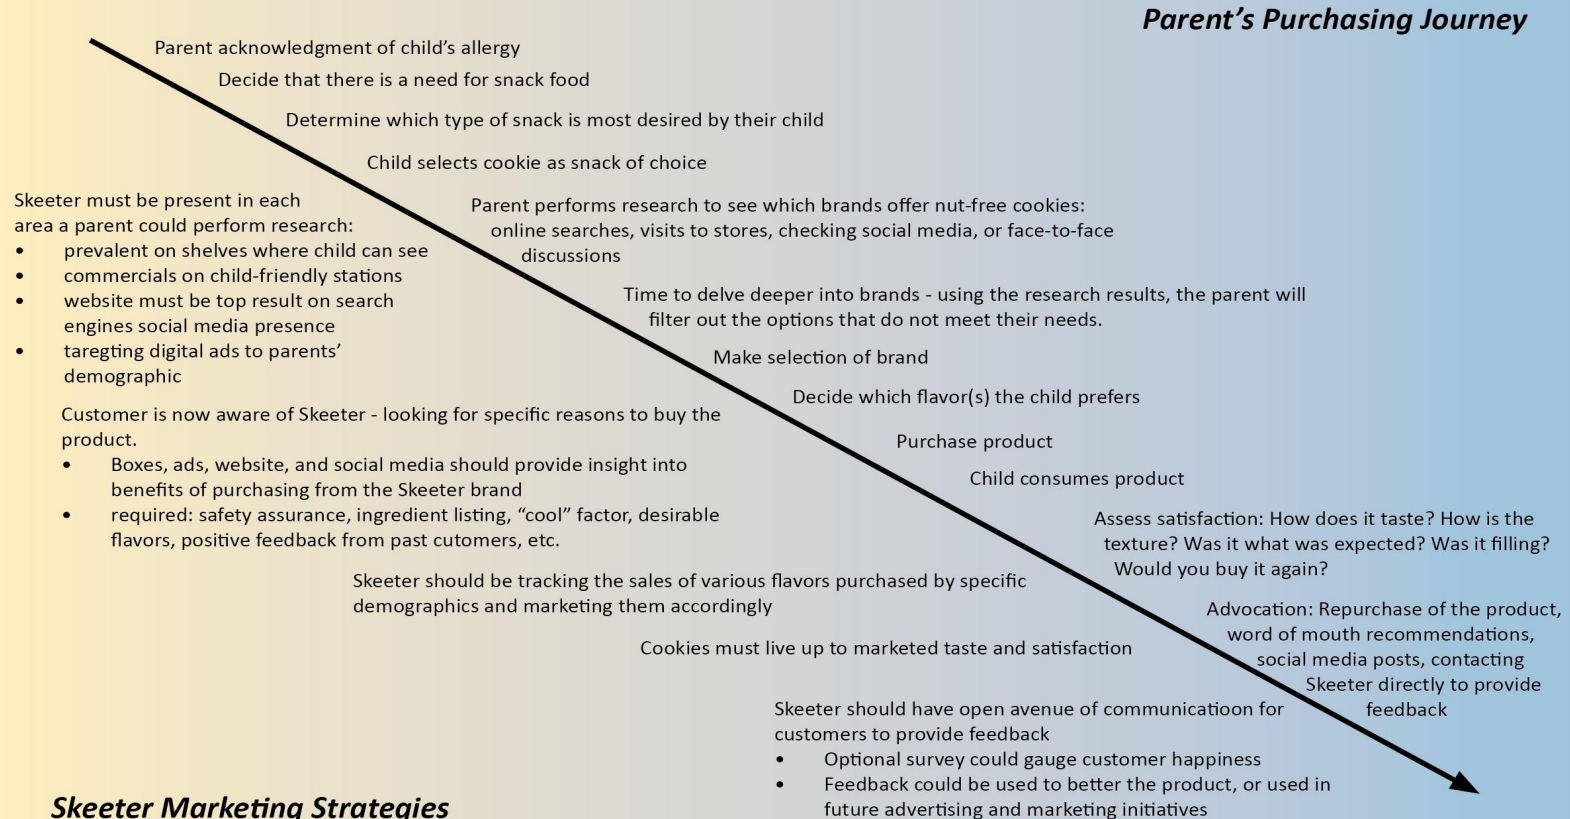 Parent's Purchasing Journey
Parent acknowledgment of child's allergy
Decide that there is a need for snack food
Determine which type of snack is most desired by their child
Child selects cookie as snack of choice
Parent performs research to see which brands offer nut-free cookies:
online searches, visits to stores, checking social media, or face-to-face
discussions
Time to delve deeper into brands - using the research results, the parent will
filter out the options that do not meet their needs.
Make selection of brand
Decide which flavor(s) the child prefers
Purchase product
Child consumes product
Assess satisfaction: How does it taste? How is the
texture? Was it what was expected? Was it filling?
Would you buy it again?
Advocation: Repurchase of the product,
word of mouth recommendations,
social media posts, contacting
Skeeter directly to provide
feedback
Skeeter must be present in each
area a parent could perform research:
• prevalent on shelves where child can see
• commercials on child-friendly stations
• website must be top result on search
engines social media presence
• taregting digital ads to parents'
demographic
Customer is now aware of Skeeter - looking for specific reasons to buy the
product.
• Boxes, ads, website, and social media should provide insight into
benefits of purchasing from the Skeeter brand
• required: safety assurance, ingredient listing, "cool" factor, desirable
flavors, positive feedback from past cutomers, etc.
Skeeter should be tracking the sales of various flavors purchased by specific
demographics and marketing them accordingly
Cookies must live up to marketed taste and satisfaction
Skeeter should have open avenue of communicatioon for
customers to provide feedback
• Optional survey could gauge customer happiness
• Feedback could be used to better the product, or used in
future advertising and marketing initiatives
Skeeter Marketing Strategies